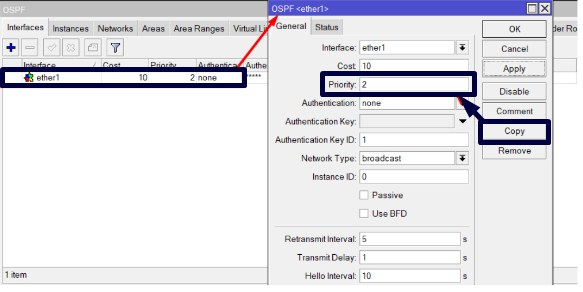 OSPF
Interfaces Instances Networks Areas Area Ranges Virtual Li
Interface Cost Priority Authentica Authe
ether1 10 2 none *****
1 item
OSPF <ether1>
General Status
Interface: ether1
Cost: 10
Priority: 2
Authentication: none
Authentication Key:
Authentication Key ID: 1
Network Type: broadcast
Instance ID: 0
Passive
Use BFD
Retransmit Interval: 5 s
Transmit Delay: 1 s
Hello Interval: 10 s
OK
Cancel
Apply
Disable
Comment
Copy
Remove
der Ro